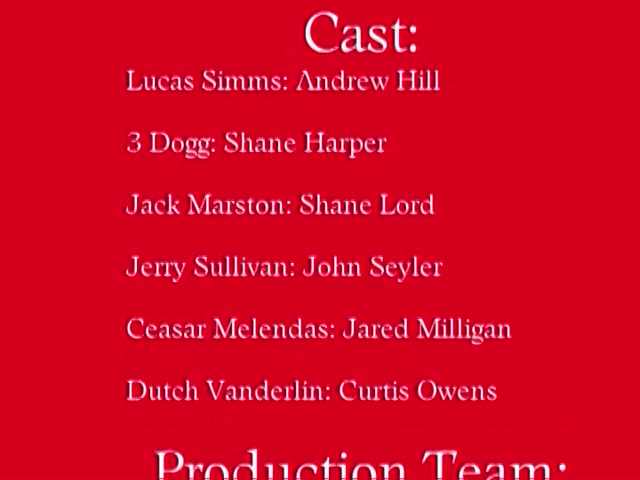 Cast:
Lucas Simms: Andrew Hill
3 Dogg: Shane Harper
Jack Marston: Shane Lord
Jerry Sullivan: John Seyler
Ceasar Melendas: Jared Milligan
Dutch Vanderlin: Curtis Owens
Production Team: